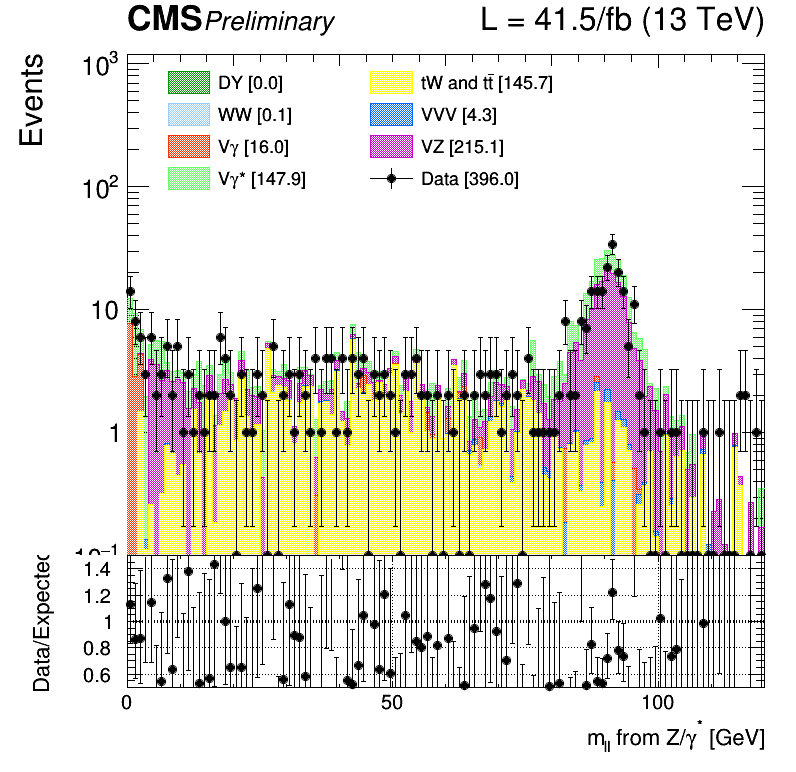 CMS Preliminary L = 41.5/fb (13 TeV)
Events
10³
10²
10
1
10⁻¹
DY [0.0]
WW [0.1]
Vγ [16.0]
Vγ* [147.9]
tW and tt̄ [145.7]
VVV [4.3]
VZ [215.1]
Data [396.0]
Data/Expected
1.4
1.2
1
0.8
0.6
0 50 100
m_ll from Z/γ* [GeV]